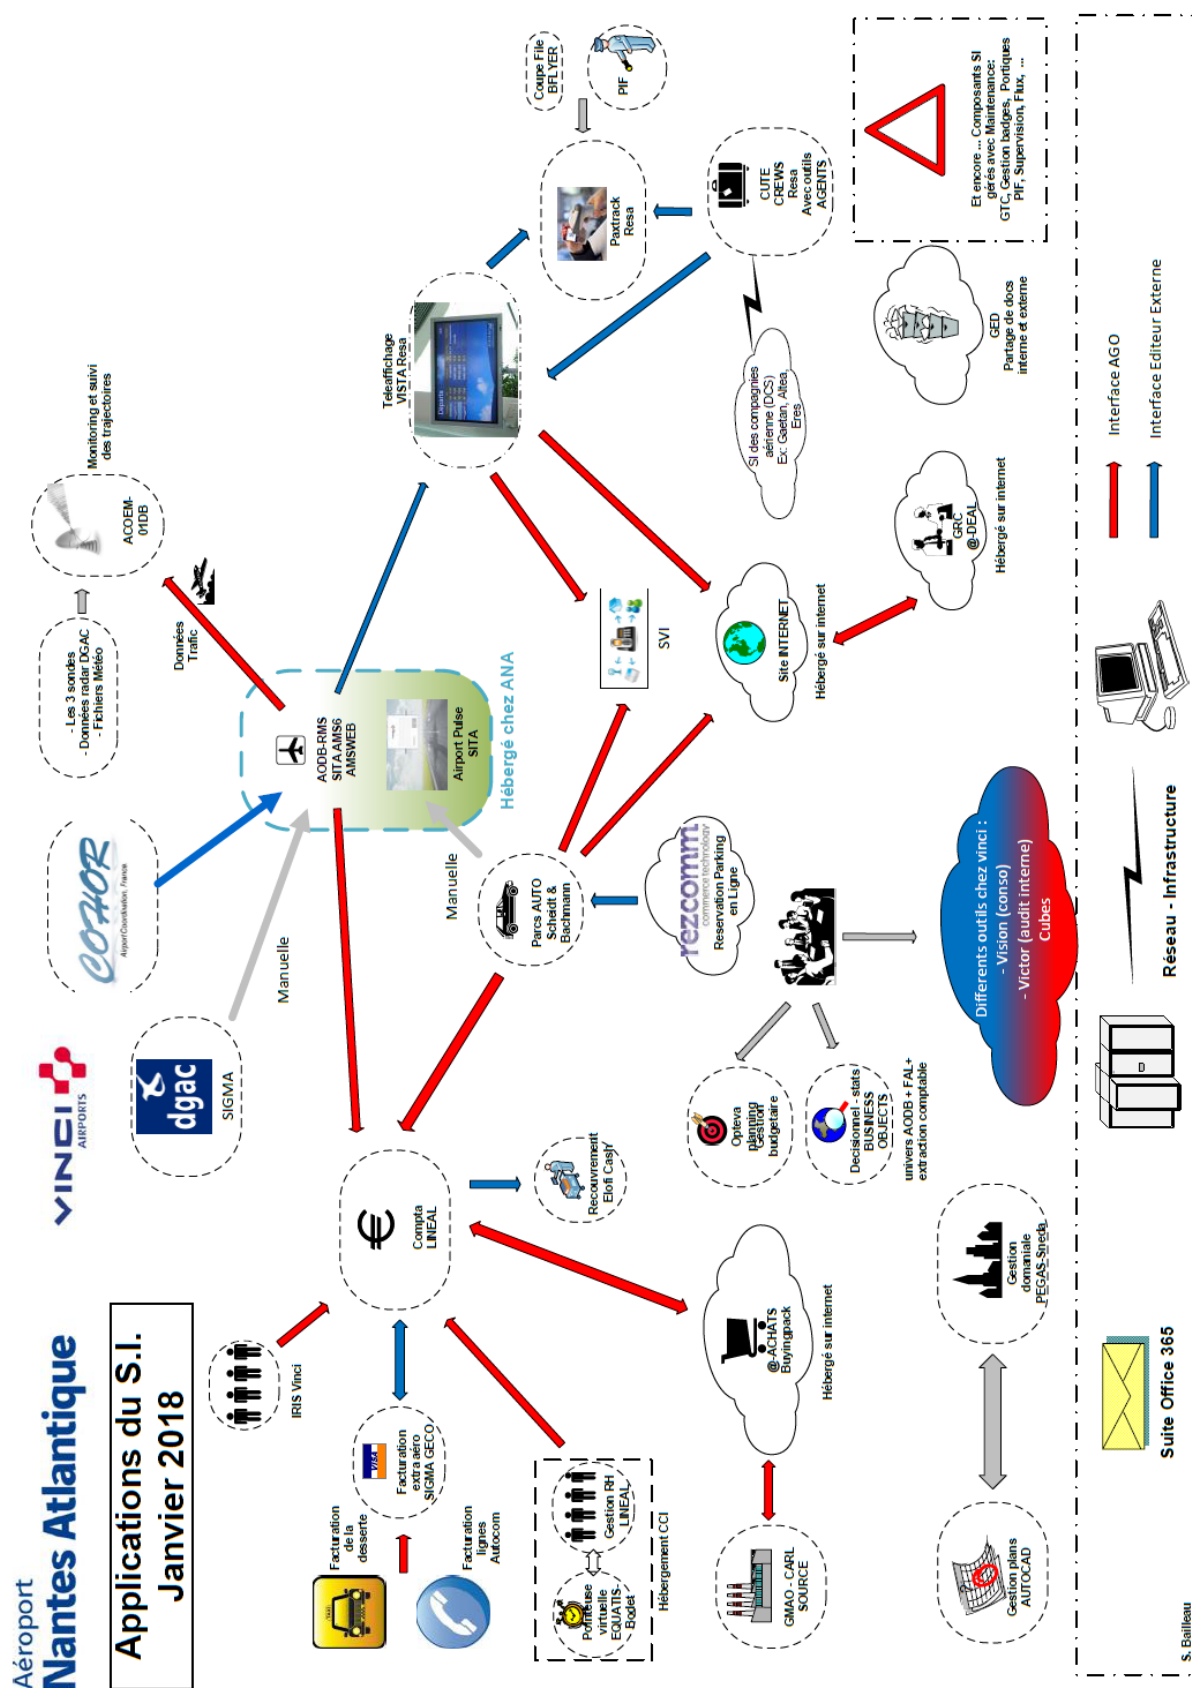 Aéroport
Nantes Atlantique
VINCI
AIRPORTS
Applications du S.I.
Janvier 2018
dgac
SIGMA
COHOR
Airport Coordination, France.
- Les 3 sondes
- Données radar DGAC
- Fichiers Météo
ACOEM-
01DB
Monitoring et suivi
des trajectoires
Données
Trafic
Manuelle
AODB-RMS
SITA AMS6
AMSWEB
Airport Pulse
SITA
Hébergé chez ANA
Manuelle
Teleaffichage
VISTA Resa
Départs
Coupe File
BFLYER
PIF
Paxtrack
Resa
CUTE
CREWS
Resa
Avec outils
AGENTS
SI des compagnies
aérienne (DCS)
Ex: Gaetan, Altea,
Eres
IRIS Vinci
Compta
LINEAL
Recouvrement
Elofi Cash
Facturation
de la
desserte
TAXI
Facturation
lignes
Autocom
VISA
Facturation
extra aéro
SIGMA GECO
Parcs AUTO
Scheidt &
Bachmann
SVI
Site INTERNET
Hébergé sur internet
rezcomm
commerce technology
Reservation Parking
en Ligne
GRC
@-DEAL
Hébergé sur internet
GED
Partage de docs
interne et externe
Et encore ... Composants SI
gérés avec Maintenance:
GTC, Gestion badges, Portiques
PIF, Supervision, Flux, ...
Pointeuse
virtuelle
EQUATIS-
Bodet
Gestion RH
LINEAL
Hébergement CCI
GMAO - CARL
SOURCE
@-ACHATS
Buyingpack
Hébergé sur internet
Opteva
planning
Gestion
budgetaire
Decisionnel - stats
BUSINESS
OBJECTS
univers AODB + FAL+
extraction comptable
Differents outils chez vinci :
- Vision (conso)
- Victor (audit interne)
Cubes
Gestion plans
AUTOCAD
Gestion
domaniale
PEGAS-Sneda
Suite Office 365
Réseau - Infrastructure
Interface AGO
Interface Editeur Externe
S. Bailleau